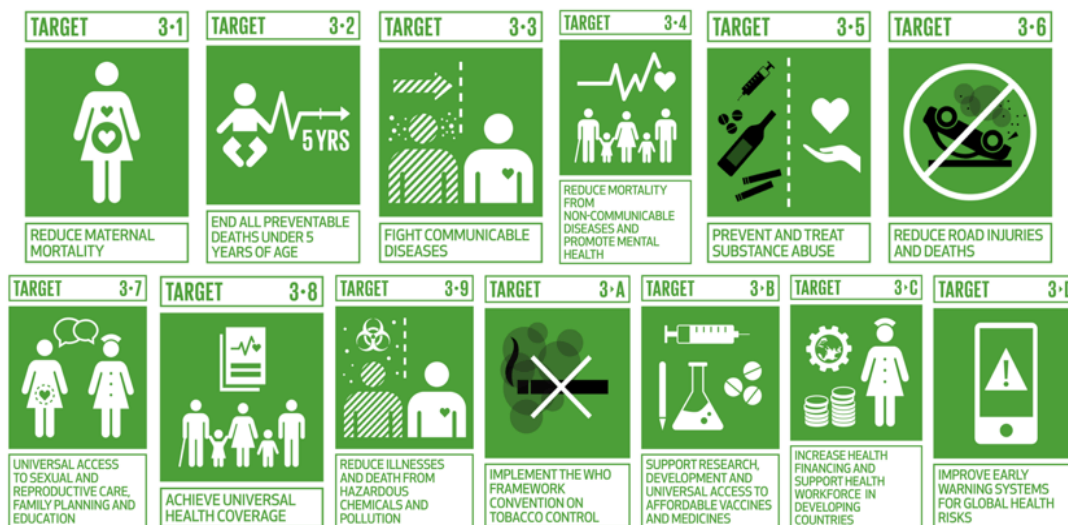 TARGET 3·1
REDUCE MATERNAL
MORTALITY
TARGET 3·2
5 YRS
END ALL PREVENTABLE
DEATHS UNDER 5
YEARS OF AGE
TARGET 3·3
FIGHT COMMUNICABLE
DISEASES
TARGET 3·4
REDUCE MORTALITY
FROM
NON-COMMUNICABLE
DISEASES AND
PROMOTE MENTAL
HEALTH
TARGET 3·5
PREVENT AND TREAT
SUBSTANCE ABUSE
TARGET 3·6
REDUCE ROAD INJURIES
AND DEATHS
TARGET 3·7
UNIVERSAL ACCESS
TO SEXUAL AND
REPRODUCTIVE CARE,
FAMILY PLANNING AND
EDUCATION
TARGET 3·8
ACHIEVE UNIVERSAL
HEALTH COVERAGE
TARGET 3·9
REDUCE ILLNESSES
AND DEATH FROM
HAZARDOUS
CHEMICALS AND
POLLUTION
TARGET 3·A
IMPLEMENT THE WHO
FRAMEWORK
CONVENTION ON
TOBACCO CONTROL
TARGET 3·B
SUPPORT RESEARCH,
DEVELOPMENT AND
UNIVERSAL ACCESS TO
AFFORDABLE VACCINES
AND MEDICINES
TARGET 3·C
INCREASE HEALTH
FINANCING AND
SUPPORT HEALTH
WORKFORCE IN
DEVELOPING
COUNTRIES
TARGET 3·D
!
IMPROVE EARLY
WARNING SYSTEMS
FOR GLOBAL HEALTH
RISKS